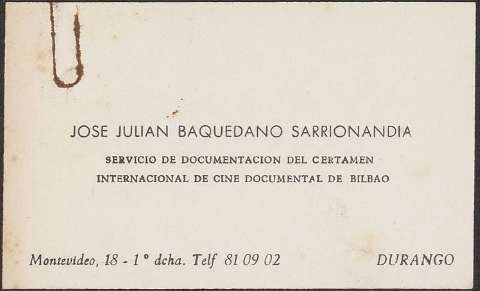 JOSE JULIAN BAQUEDANO SARRIONANDIA
SERVICIO DE DOCUMENTACION DEL CERTAMEN
INTERNACIONAL DE CINE DOCUMENTAL DE BILBAO
Montevideo, 18 - 1º dcha. Telf 81 09 02 DURANGO